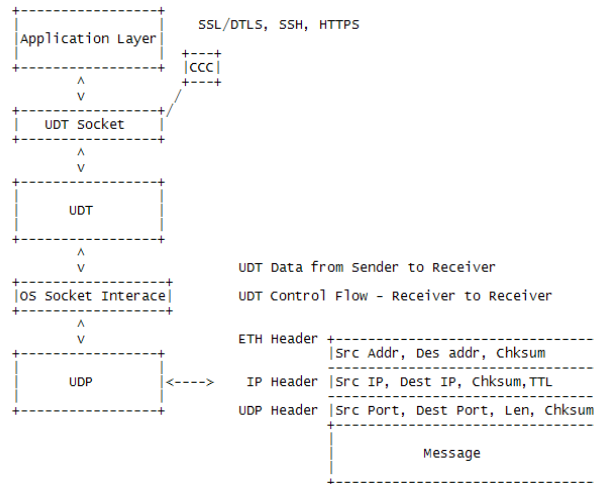 SSL/DTLS, SSH, HTTPS
Application Layer
CCC
UDT Socket
UDT
UDT Data from Sender to Receiver
OS Socket Interace
UDT Control Flow - Receiver to Receiver
ETH Header
Src Addr, Des addr, Chksum
UDP
<---->
IP Header
Src IP, Dest IP, Chksum,TTL
UDP Header
Src Port, Dest Port, Len, Chksum
Message